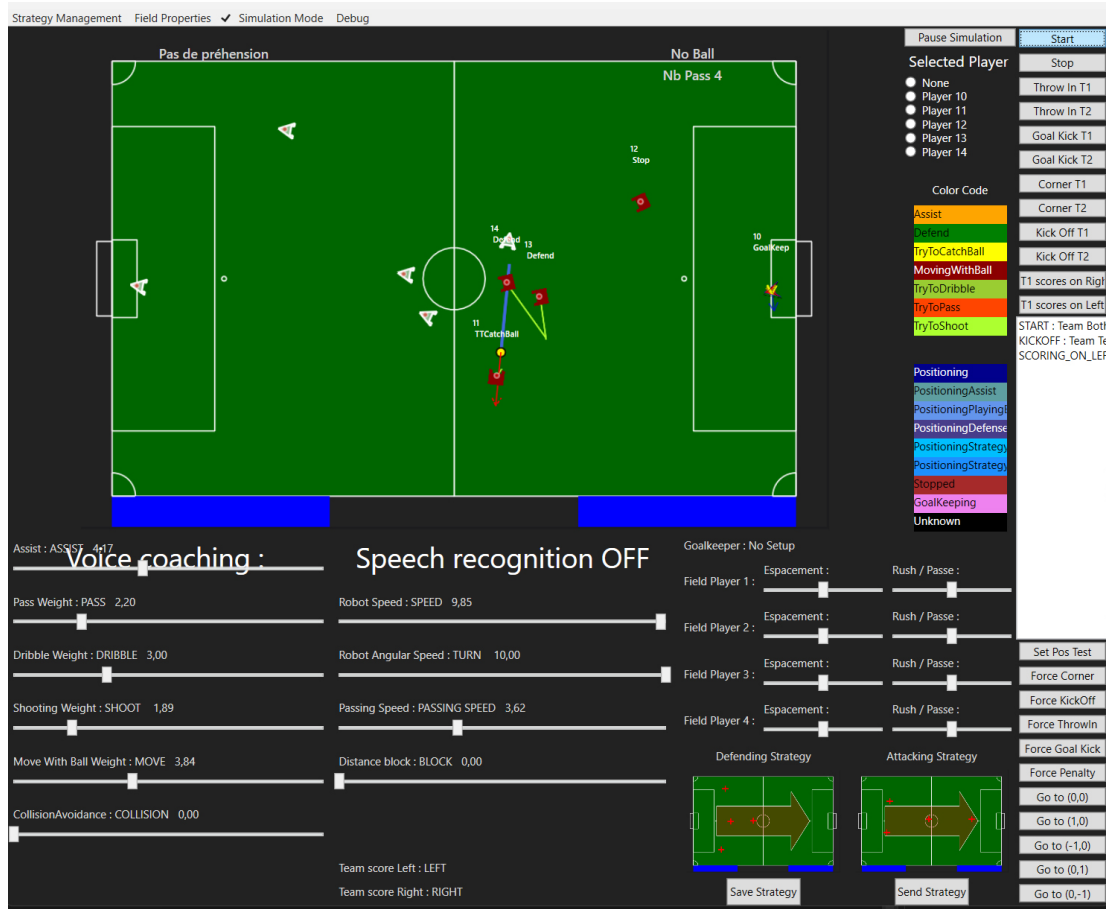 Strategy Management Field Properties ✓ Simulation Mode Debug
Pas de préhension
No Ball
Nb Pass 4
12
Stop
14
Defend
13
Defend
10
GoalKeep
11
TTCatchBall
Pause Simulation
Selected Player
None
Player 10
Player 11
Player 12
Player 13
Player 14
Color Code
Assist
Defend
TryToCatchBall
MovingWithBall
TryToDribble
TryToPass
TryToShoot
Positioning
PositioningAssist
PositioningPlaying
PositioningDefense
PositioningStrategy
PositioningStrategy
Stopped
GoalKeeping
Unknown
Start
Stop
Throw In T1
Throw In T2
Goal Kick T1
Goal Kick T2
Corner T1
Corner T2
Kick Off T1
Kick Off T2
T1 scores on Righ
T1 scores on Left
START : Team Both
KICKOFF : Team Te
SCORING_ON_LEF
Set Pos Test
Force Corner
Force KickOff
Force ThrowIn
Force Goal Kick
Force Penalty
Go to (0,0)
Go to (1,0)
Go to (-1,0)
Go to (0,1)
Go to (0,-1)
Voice coaching :
Speech recognition OFF
Assist : ASSIST 4,17
Pass Weight : PASS 2,20
Dribble Weight : DRIBBLE 3,00
Shooting Weight : SHOOT 1,89
Move With Ball Weight : MOVE 3,84
CollisionAvoidance : COLLISION 0,00
Robot Speed : SPEED 9,85
Robot Angular Speed : TURN 10,00
Passing Speed : PASSING SPEED 3,62
Distance block : BLOCK 0,00
Team score Left : LEFT
Team score Right : RIGHT
Goalkeeper : No Setup
Field Player 1 : Espacement : Rush / Passe :
Field Player 2 : Espacement : Rush / Passe :
Field Player 3 : Espacement : Rush / Passe :
Field Player 4 : Espacement : Rush / Passe :
Defending Strategy
Attacking Strategy
Save Strategy
Send Strategy